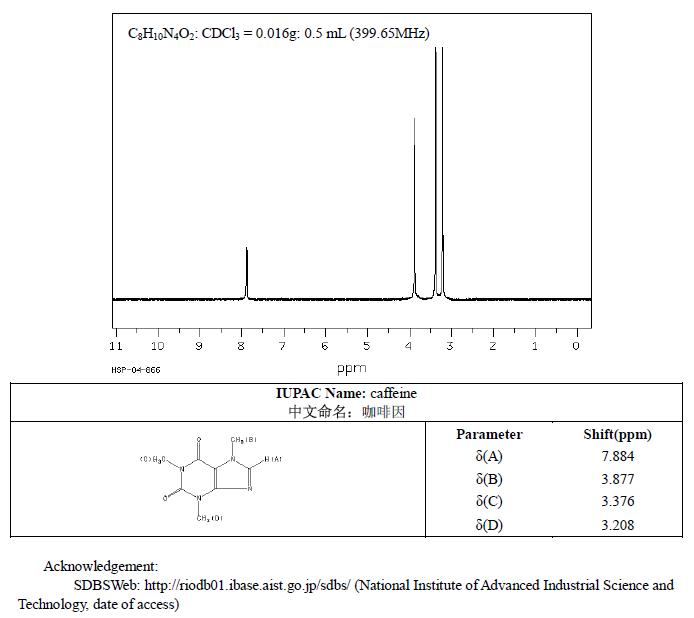 C₈H₁₀N₄O₂: CDCl₃ = 0.016g: 0.5 mL (399.65MHz)
11 10 9 8 7 6 5 4 3 2 1 0
HSP-04-866 ppm
IUPAC Name: caffeine
中文命名：咖啡因
Parameter Shift(ppm)
δ(A) 7.884
δ(B) 3.877
δ(C) 3.376
δ(D) 3.208
O CH₃(B)
N H(A)
N
O N N
CH₃(D)
Acknowledgement:
SDBSWeb: http://riodb01.ibase.aist.go.jp/sdbs/ (National Institute of Advanced Industrial Science and
Technology, date of access)